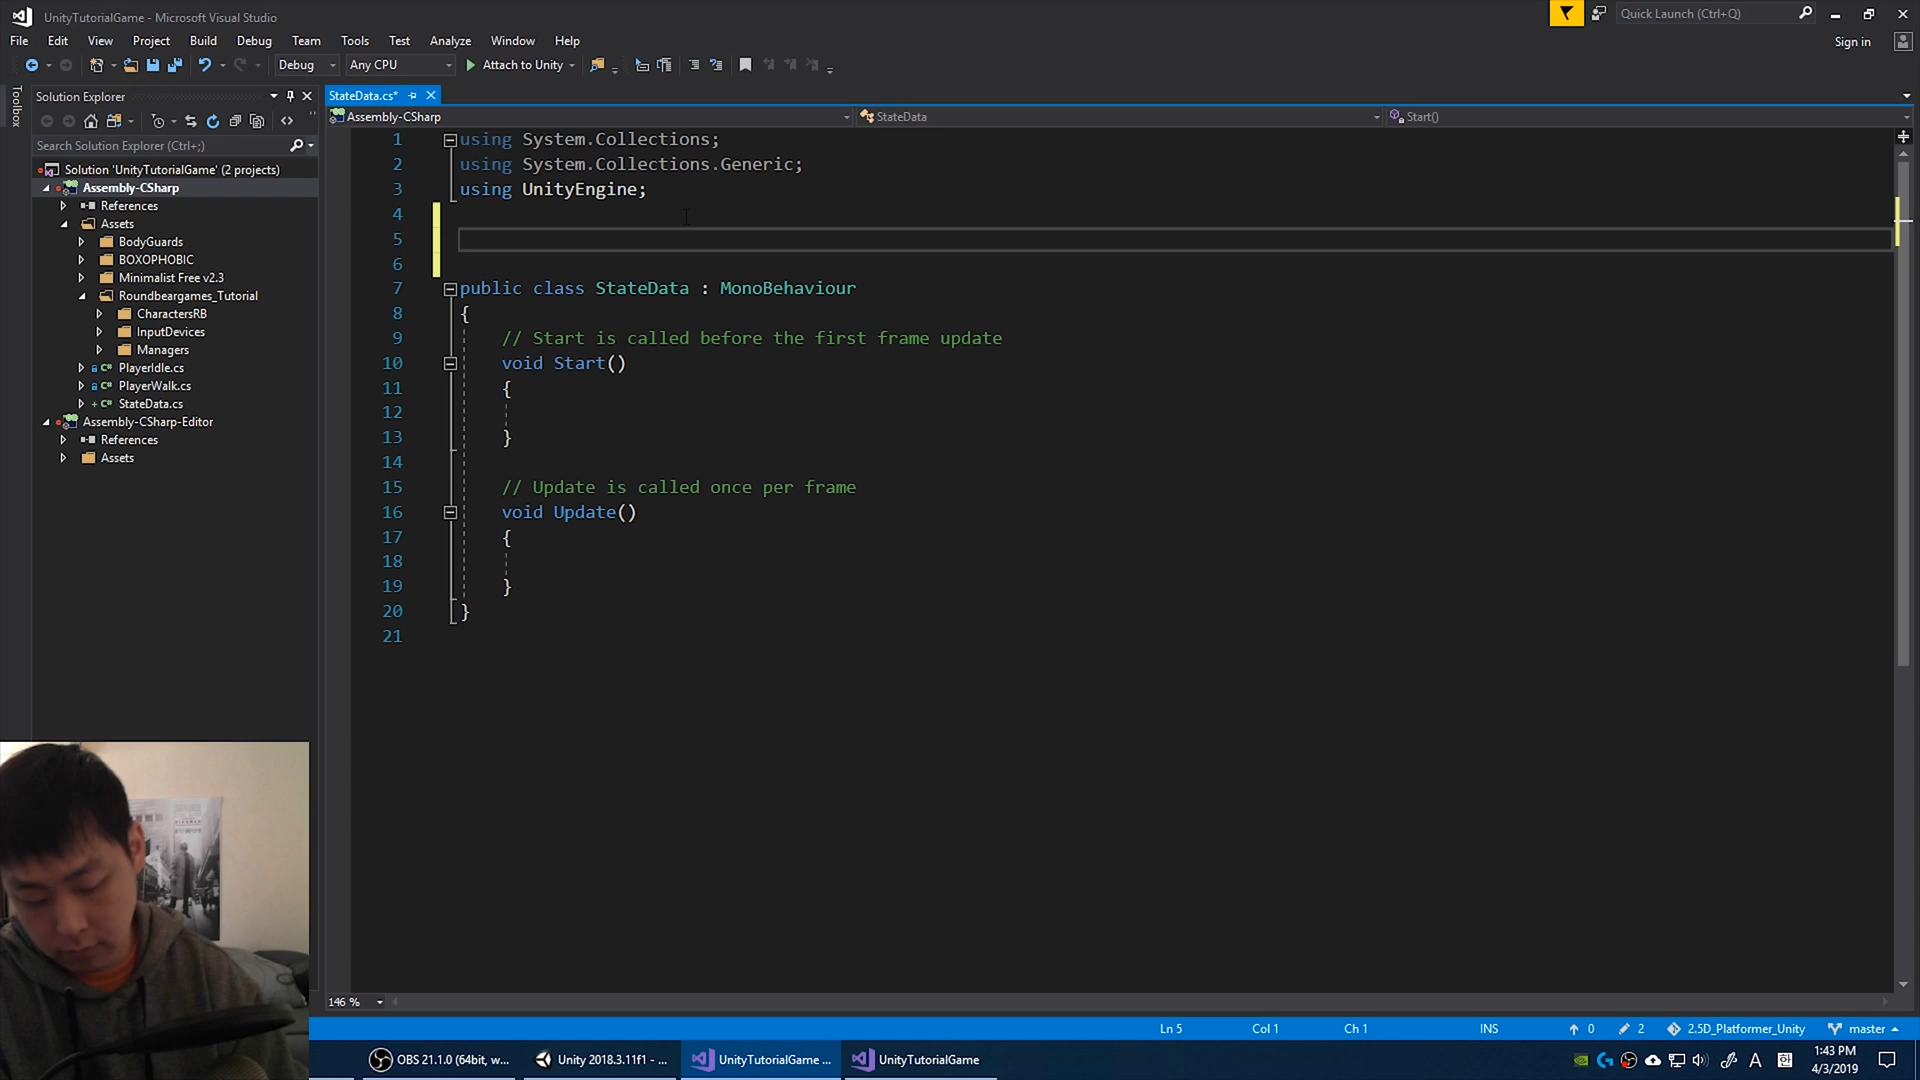 UnityTutorialGame - Microsoft Visual Studio
Quick Launch (Ctrl+Q)
File Edit View Project Build Debug Team Tools Test Analyze Window Help
Sign in
Debug Any CPU Attach to Unity
Toolbox
Solution Explorer
StateData.cs*
Assembly-CSharp StateData Start()
Search Solution Explorer (Ctrl+;)
Solution 'UnityTutorialGame' (2 projects)
Assembly-CSharp
References
Assets
BodyGuards
BOXOPHOBIC
Minimalist Free v2.3
Roundbeargames_Tutorial
CharactersRB
InputDevices
Managers
PlayerIdle.cs
PlayerWalk.cs
StateData.cs
Assembly-CSharp-Editor
References
Assets
1 using System.Collections;
2 using System.Collections.Generic;
3 using UnityEngine;
4
5
6
7 public class StateData : MonoBehaviour
8 {
9 // Start is called before the first frame update
10 void Start()
11 {
12
13 }
14
15 // Update is called once per frame
16 void Update()
17 {
18
19 }
20 }
21
146 %
Ln 5 Col 1 Ch 1 INS 0 2 2.5D_Platformer_Unity master
OBS 21.1.0 (64bit, w... Unity 2018.3.11f1 - ... UnityTutorialGame ... UnityTutorialGame
A 한 1:43 PM
4/3/2019